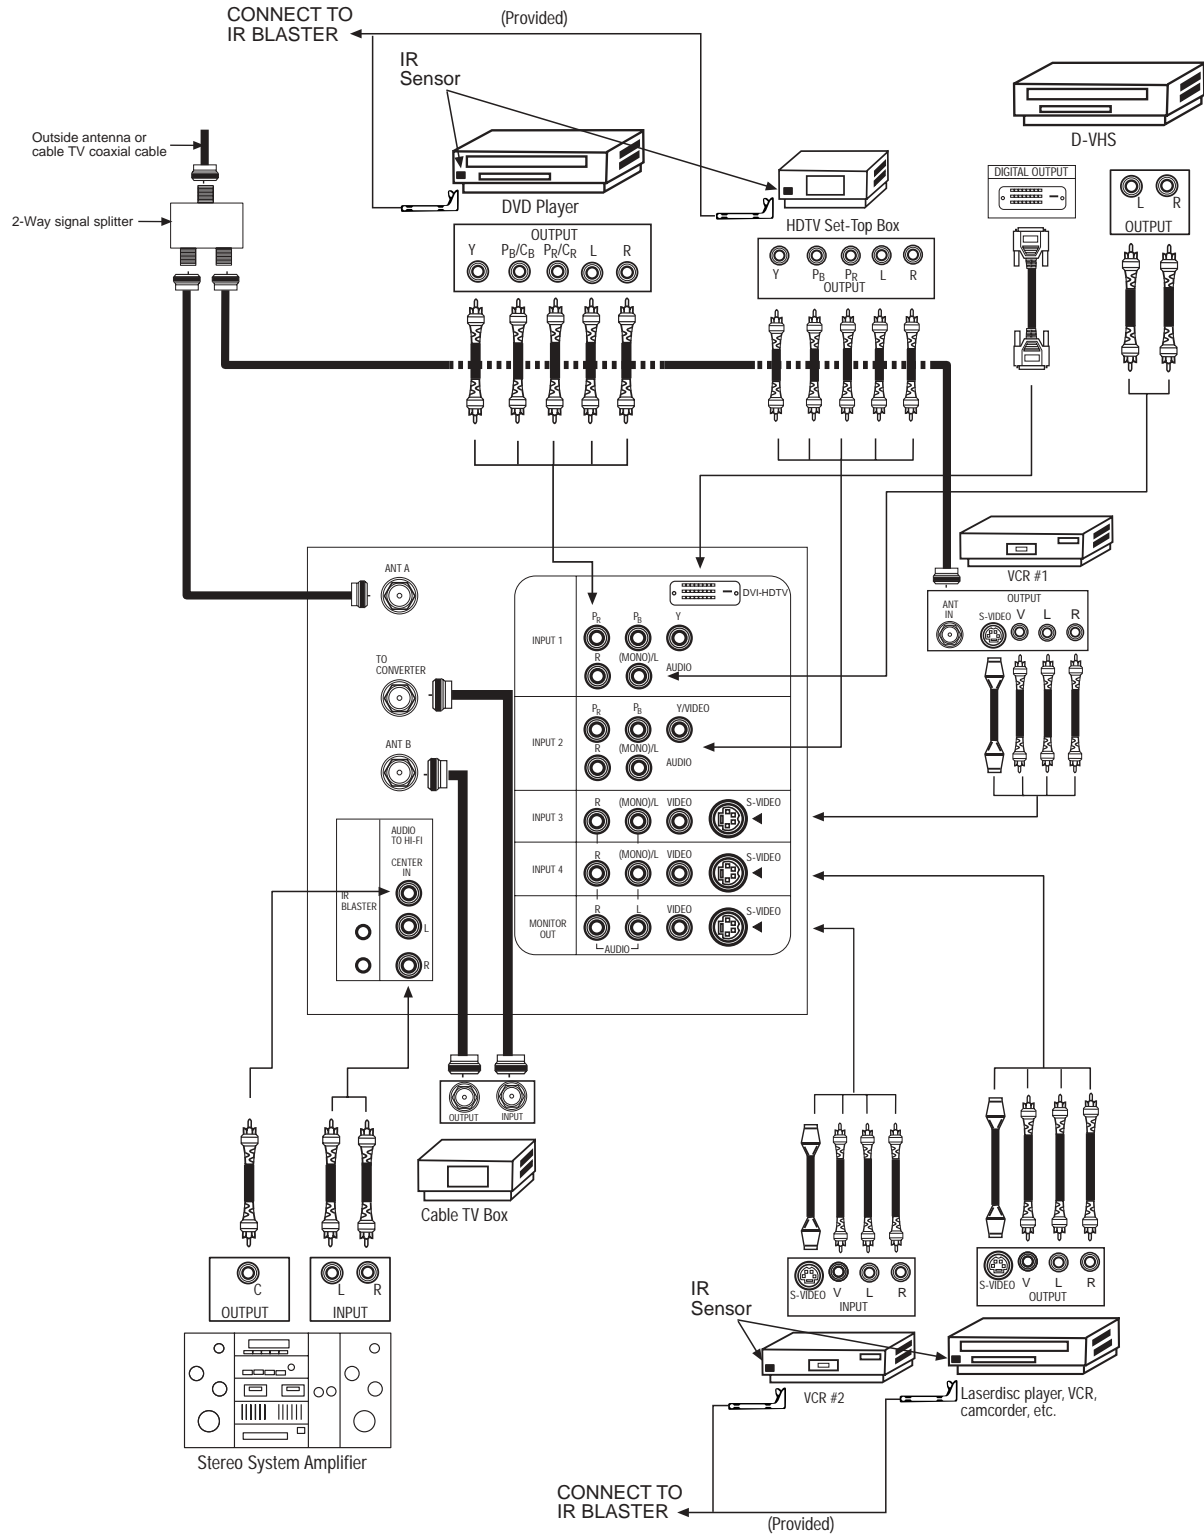 CONNECT TO
IR BLASTER
(Provided)
IR
Sensor
Outside antenna or
cable TV coaxial cable
2-Way signal splitter
DVD Player
OUTPUT
Y PB/CB PR/CR L R
HDTV Set-Top Box
Y PB PR L R
OUTPUT
D-VHS
DIGITAL OUTPUT
L R
OUTPUT
VCR #1
OUTPUT
ANT
IN
S-VIDEO V L R
ANT A
TO
CONVERTER
ANT B
DVI-HDTV
INPUT 1
PR PB Y
R (MONO)/L AUDIO
INPUT 2
PR PB Y/VIDEO
R (MONO)/L AUDIO
INPUT 3
R (MONO)/L VIDEO S-VIDEO
INPUT 4
R (MONO)/L VIDEO S-VIDEO
MONITOR
OUT
R L VIDEO S-VIDEO
AUDIO
AUDIO
TO HI-FI
CENTER
IN
IR
BLASTER
L
R
OUTPUT INPUT
Cable TV Box
C
OUTPUT
L R
INPUT
Stereo System Amplifier
S-VIDEO V L R
INPUT
S-VIDEO V L R
OUTPUT
IR
Sensor
VCR #2
Laserdisc player, VCR,
camcorder, etc.
CONNECT TO
IR BLASTER
(Provided)